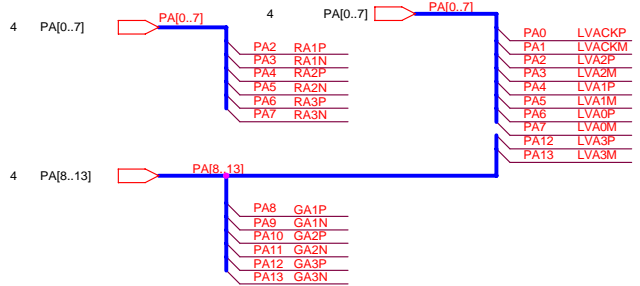 4 PA[0..7] PA[0..7]
4 PA[0..7] PA[0..7]
PA2 RA1P
PA3 RA1N
PA4 RA2P
PA5 RA2N
PA6 RA3P
PA7 RA3N
PA0 LVACKP
PA1 LVACKM
PA2 LVA2P
PA3 LVA2M
PA4 LVA1P
PA5 LVA1M
PA6 LVA0P
PA7 LVA0M
PA12 LVA3P
PA13 LVA3M
4 PA[8..13] PA[8..13]
PA8 GA1P
PA9 GA1N
PA10 GA2P
PA11 GA2N
PA12 GA3P
PA13 GA3N